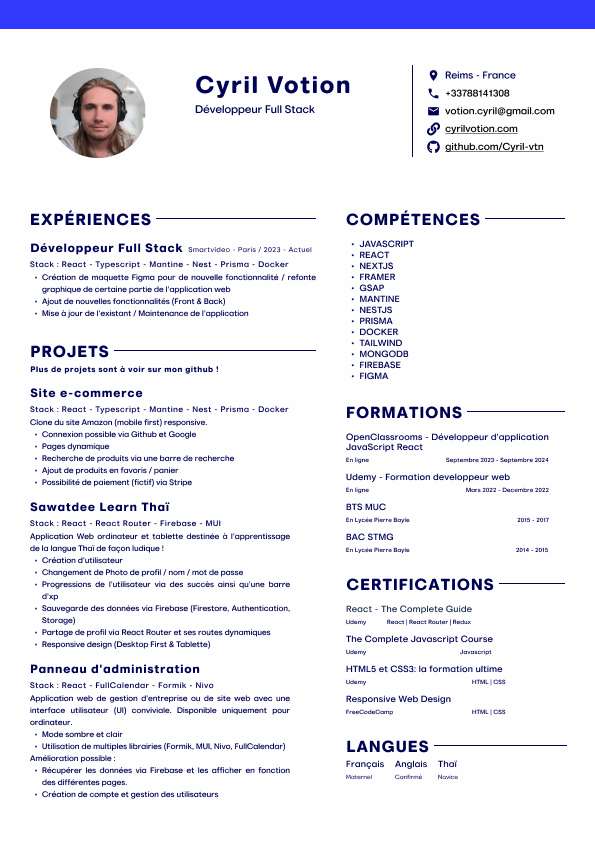 Cyril Votion
Développeur Full Stack
Reims - France
+33788141308
votion.cyril@gmail.com
cyrilvotion.com
github.com/Cyril-vtn
EXPÉRIENCES
Développeur Full Stack Smartvideo - Paris / 2023 - Actuel
Stack : React - Typescript - Mantine - Nest - Prisma - Docker
• Création de maquette Figma pour de nouvelle fonctionnalité / refonte
graphique de certaine partie de l'application web
• Ajout de nouvelles fonctionnalités (Front & Back)
• Mise à jour de l'existant / Maintenance de l'application
PROJETS
Plus de projets sont à voir sur mon github !
Site e-commerce
Stack : React - Typescript - Mantine - Nest - Prisma - Docker
Clone du site Amazon (mobile first) responsive.
• Connexion possible via Github et Google
• Pages dynamique
• Recherche de produits via une barre de recherche
• Ajout de produits en favoris / panier
• Possibilité de paiement (fictif) via Stripe
Sawatdee Learn Thaï
Stack : React - React Router - Firebase - MUI
Application Web ordinateur et tablette destinée à l'apprentissage
de la langue Thaï de façon ludique !
• Création d'utilisateur
• Changement de Photo de profil / nom / mot de passe
• Progressions de l'utilisateur via des succès ainsi qu'une barre
d'xp
• Sauvegarde des données via Firebase (Firestore, Authentication,
Storage)
• Partage de profil via React Router et ses routes dynamiques
• Responsive design (Desktop First & Tablette)
Panneau d'administration
Stack : React - FullCalendar - Formik - Nivo
Application web de gestion d'entreprise ou de site web avec une
interface utilisateur (UI) conviviale. Disponible uniquement pour
ordinateur.
• Mode sombre et clair
• Utilisation de multiples librairies (Formik, MUI, Nivo, FullCalendar)
Amélioration possible :
• Récupérer les données via Firebase et les afficher en fonction
des différentes pages.
• Création de compte et gestion des utilisateurs
COMPÉTENCES
• JAVASCRIPT
• REACT
• NEXTJS
• FRAMER
• GSAP
• MANTINE
• NESTJS
• PRISMA
• DOCKER
• TAILWIND
• MONGODB
• FIREBASE
• FIGMA
FORMATIONS
OpenClassrooms - Développeur d'application
JavaScript React
En ligne Septembre 2023 - Septembre 2024
Udemy - Formation developpeur web
En ligne Mars 2022 - Decembre 2022
BTS MUC
En Lycée Pierre Bayle 2015 - 2017
BAC STMG
En Lycée Pierre Bayle 2014 - 2015
CERTIFICATIONS
React - The Complete Guide
Udemy React | React Router | Redux
The Complete Javascript Course
Udemy Javascript
HTML5 et CSS3: la formation ultime
Udemy HTML | CSS
Responsive Web Design
FreeCodeCamp HTML | CSS
LANGUES
Français Anglais Thaï
Maternel Confirmé Novice